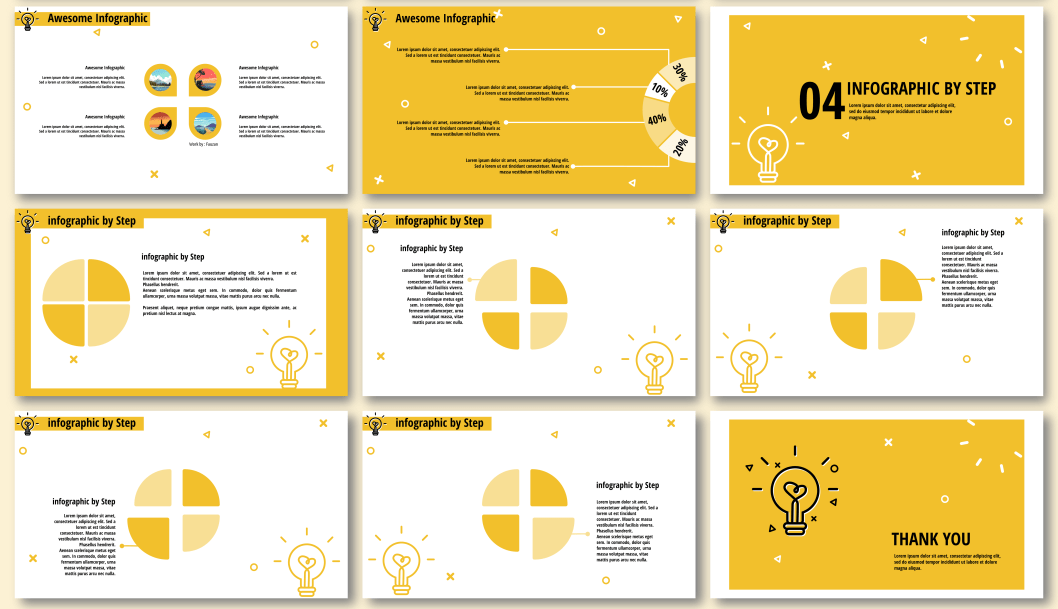 Awesome Infographic
Awesome Infographic
Lorem ipsum dolor sit amet, consectetuer adipiscing elit.
Sed a lorem ut est tincidunt consectetuer. Mauris ac massa
vestibulum nisl facilisis viverra.
Awesome Infographic
Lorem ipsum dolor sit amet, consectetuer adipiscing elit.
Sed a lorem ut est tincidunt consectetuer. Mauris ac massa
vestibulum nisl facilisis viverra.
Awesome Infographic
Lorem ipsum dolor sit amet, consectetuer adipiscing elit.
Sed a lorem ut est tincidunt consectetuer. Mauris ac massa
vestibulum nisl facilisis viverra.
Awesome Infographic
Lorem ipsum dolor sit amet, consectetuer adipiscing elit.
Sed a lorem ut est tincidunt consectetuer. Mauris ac massa
vestibulum nisl facilisis viverra.
Work by : Fauzan
Awesome Infographic
Lorem ipsum dolor sit amet, consectetuer adipiscing elit.
Sed a lorem ut est tincidunt consectetuer. Mauris ac
massa vestibulum nisl facilisis viverra.
30%
Lorem ipsum dolor sit amet, consectetuer adipiscing elit.
Sed a lorem ut est tincidunt consectetuer. Mauris ac
massa vestibulum nisl facilisis viverra.
10%
Lorem ipsum dolor sit amet, consectetuer adipiscing elit.
Sed a lorem ut est tincidunt consectetuer. Mauris ac
massa vestibulum nisl facilisis viverra.
40%
Lorem ipsum dolor sit amet, consectetuer adipiscing elit.
Sed a lorem ut est tincidunt consectetuer. Mauris ac
massa vestibulum nisl facilisis viverra.
20%
04
INFOGRAPHIC BY STEP
Lorem ipsum dolor sit amet, consectetur adipiscing elit,
sed do eiusmod tempor incididunt ut labore et dolore
magna aliqua.
infographic by Step
infographic by Step
Lorem ipsum dolor sit amet, consectetuer adipiscing elit. Sed a lorem ut est
tincidunt consectetuer. Mauris ac massa vestibulum nisl facilisis viverra.
Phasellus hendrerit.
Aenean scelerisque metus eget sem. In commodo, dolor quis fermentum
ullamcorper, urna massa volutpat massa, vitae mattis purus arcu nec nulla.
Praesent aliquet, neque pretium congue mattis, ipsum augue dignissim ante, ac
pretium nisl lectus at magna.
infographic by Step
infographic by Step
Lorem ipsum dolor sit amet,
consectetuer adipiscing elit. Sed a
lorem ut est tincidunt
consectetuer. Mauris ac massa
vestibulum nisl facilisis viverra.
Phasellus hendrerit.
Aenean scelerisque metus eget
sem. In commodo, dolor quis
fermentum ullamcorper, urna
massa volutpat massa, vitae
mattis purus arcu nec nulla.
infographic by Step
infographic by Step
Lorem ipsum dolor sit amet,
consectetuer adipiscing elit. Sed a
lorem ut est tincidunt
consectetuer. Mauris ac massa
vestibulum nisl facilisis viverra.
Phasellus hendrerit.
Aenean scelerisque metus eget
sem. In commodo, dolor quis
fermentum ullamcorper, urna
massa volutpat massa, vitae
mattis purus arcu nec nulla.
infographic by Step
infographic by Step
Lorem ipsum dolor sit amet,
consectetuer adipiscing elit. Sed a
lorem ut est tincidunt
consectetuer. Mauris ac massa
vestibulum nisl facilisis viverra.
Phasellus hendrerit.
Aenean scelerisque metus eget
sem. In commodo, dolor quis
fermentum ullamcorper, urna
massa volutpat massa, vitae
mattis purus arcu nec nulla.
infographic by Step
infographic by Step
Lorem ipsum dolor sit amet,
consectetuer adipiscing elit. Sed a
lorem ut est tincidunt
consectetuer. Mauris ac massa
vestibulum nisl facilisis viverra.
Phasellus hendrerit.
Aenean scelerisque metus eget
sem. In commodo, dolor quis
fermentum ullamcorper, urna
massa volutpat massa, vitae
mattis purus arcu nec nulla.
THANK YOU
Lorem ipsum dolor sit amet, consectetur adipiscing elit,
sed do eiusmod tempor incididunt ut labore et dolore
magna aliqua.